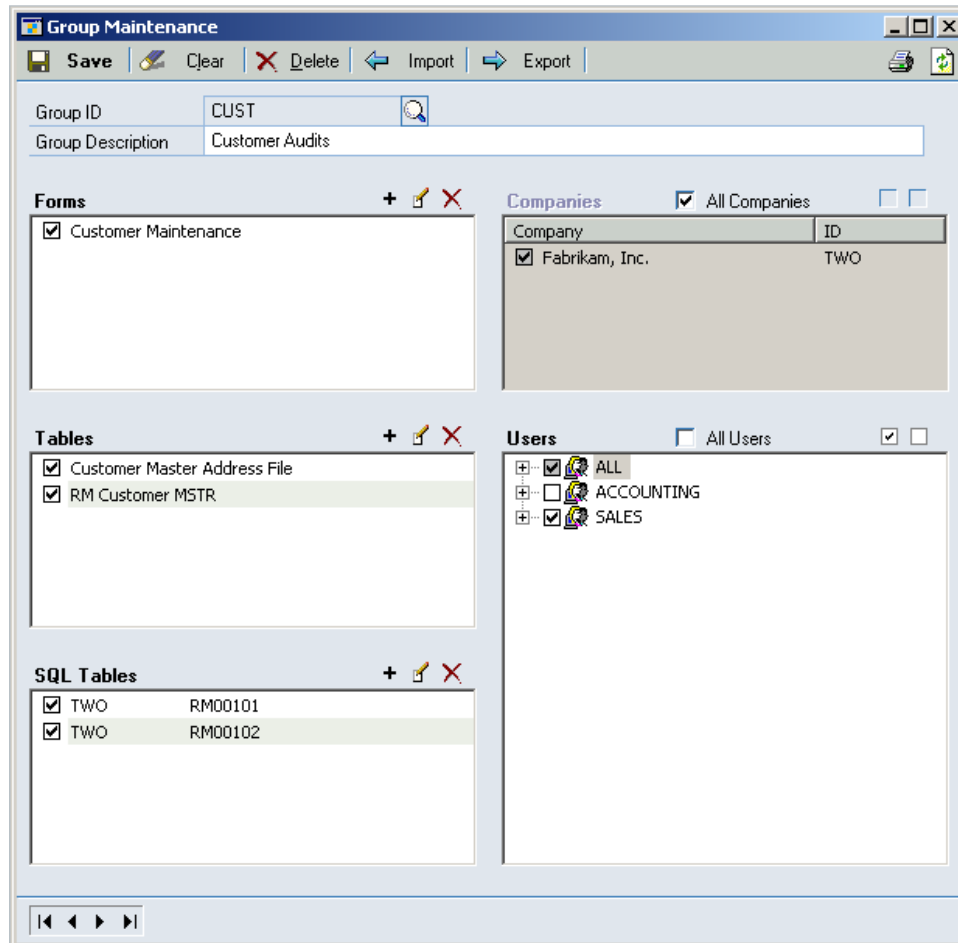 Group Maintenance
Save Clear Delete Import Export
Group ID CUST
Group Description Customer Audits
Forms
Customer Maintenance
Companies All Companies
Company ID
Fabrikam, Inc. TWO
Tables
Customer Master Address File
RM Customer MSTR
Users All Users
ALL
ACCOUNTING
SALES
SQL Tables
TWO RM00101
TWO RM00102